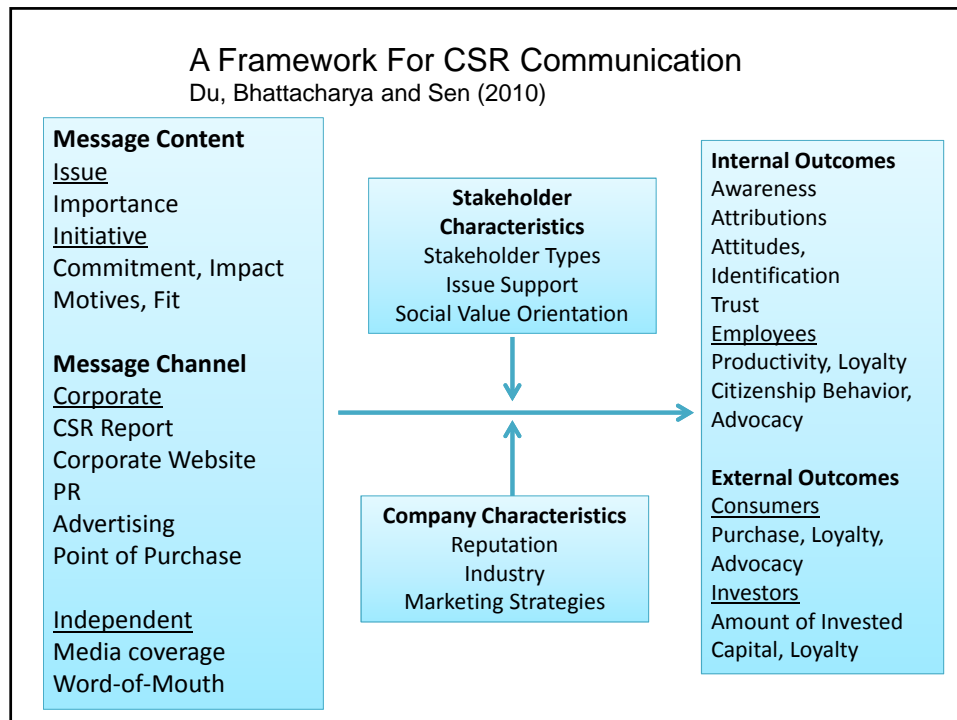 A Framework For CSR Communication
Du, Bhattacharya and Sen (2010)
Message Content
Issue
Importance
Initiative
Commitment, Impact
Motives, Fit
Message Channel
Corporate
CSR Report
Corporate Website
PR
Advertising
Point of Purchase
Independent
Media coverage
Word-of-Mouth
Stakeholder
Characteristics
Stakeholder Types
Issue Support
Social Value Orientation
Company Characteristics
Reputation
Industry
Marketing Strategies
Internal Outcomes
Awareness
Attributions
Attitudes,
Identification
Trust
Employees
Productivity, Loyalty
Citizenship Behavior,
Advocacy
External Outcomes
Consumers
Purchase, Loyalty,
Advocacy
Investors
Amount of Invested
Capital, Loyalty